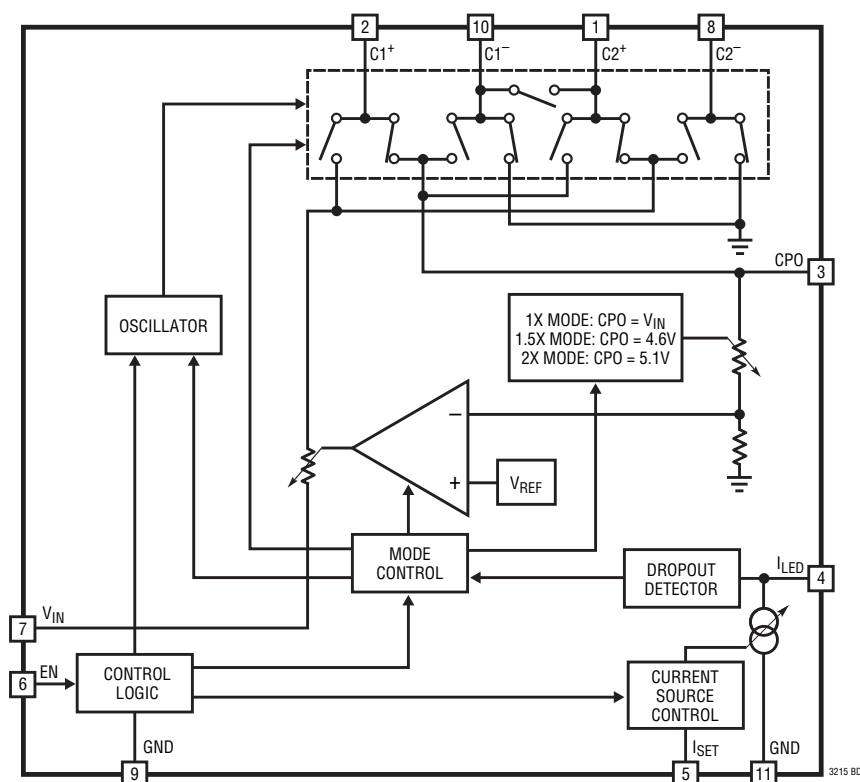 2
10
1
8
C1+
C1–
C2+
C2–
CPO
3
OSCILLATOR
1X MODE: CPO = VIN
1.5X MODE: CPO = 4.6V
2X MODE: CPO = 5.1V
–
+
VREF
MODE
CONTROL
DROPOUT
DETECTOR
ILED
4
7
VIN
6
EN
CONTROL
LOGIC
CURRENT
SOURCE
CONTROL
GND
9
ISET
5
GND
11
3215 BD